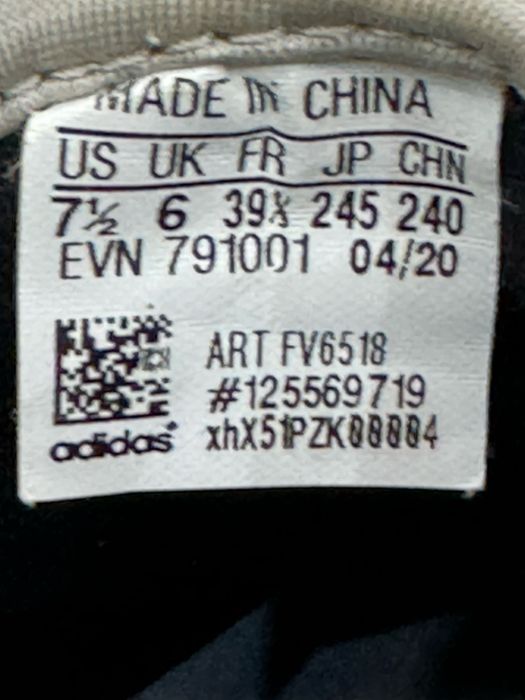 MADE IN CHINA
US UK FR JP CHN
7½ 6 39⅓ 245 240
EVN 791001 04/20
ART FV6518
#125569719
adidas